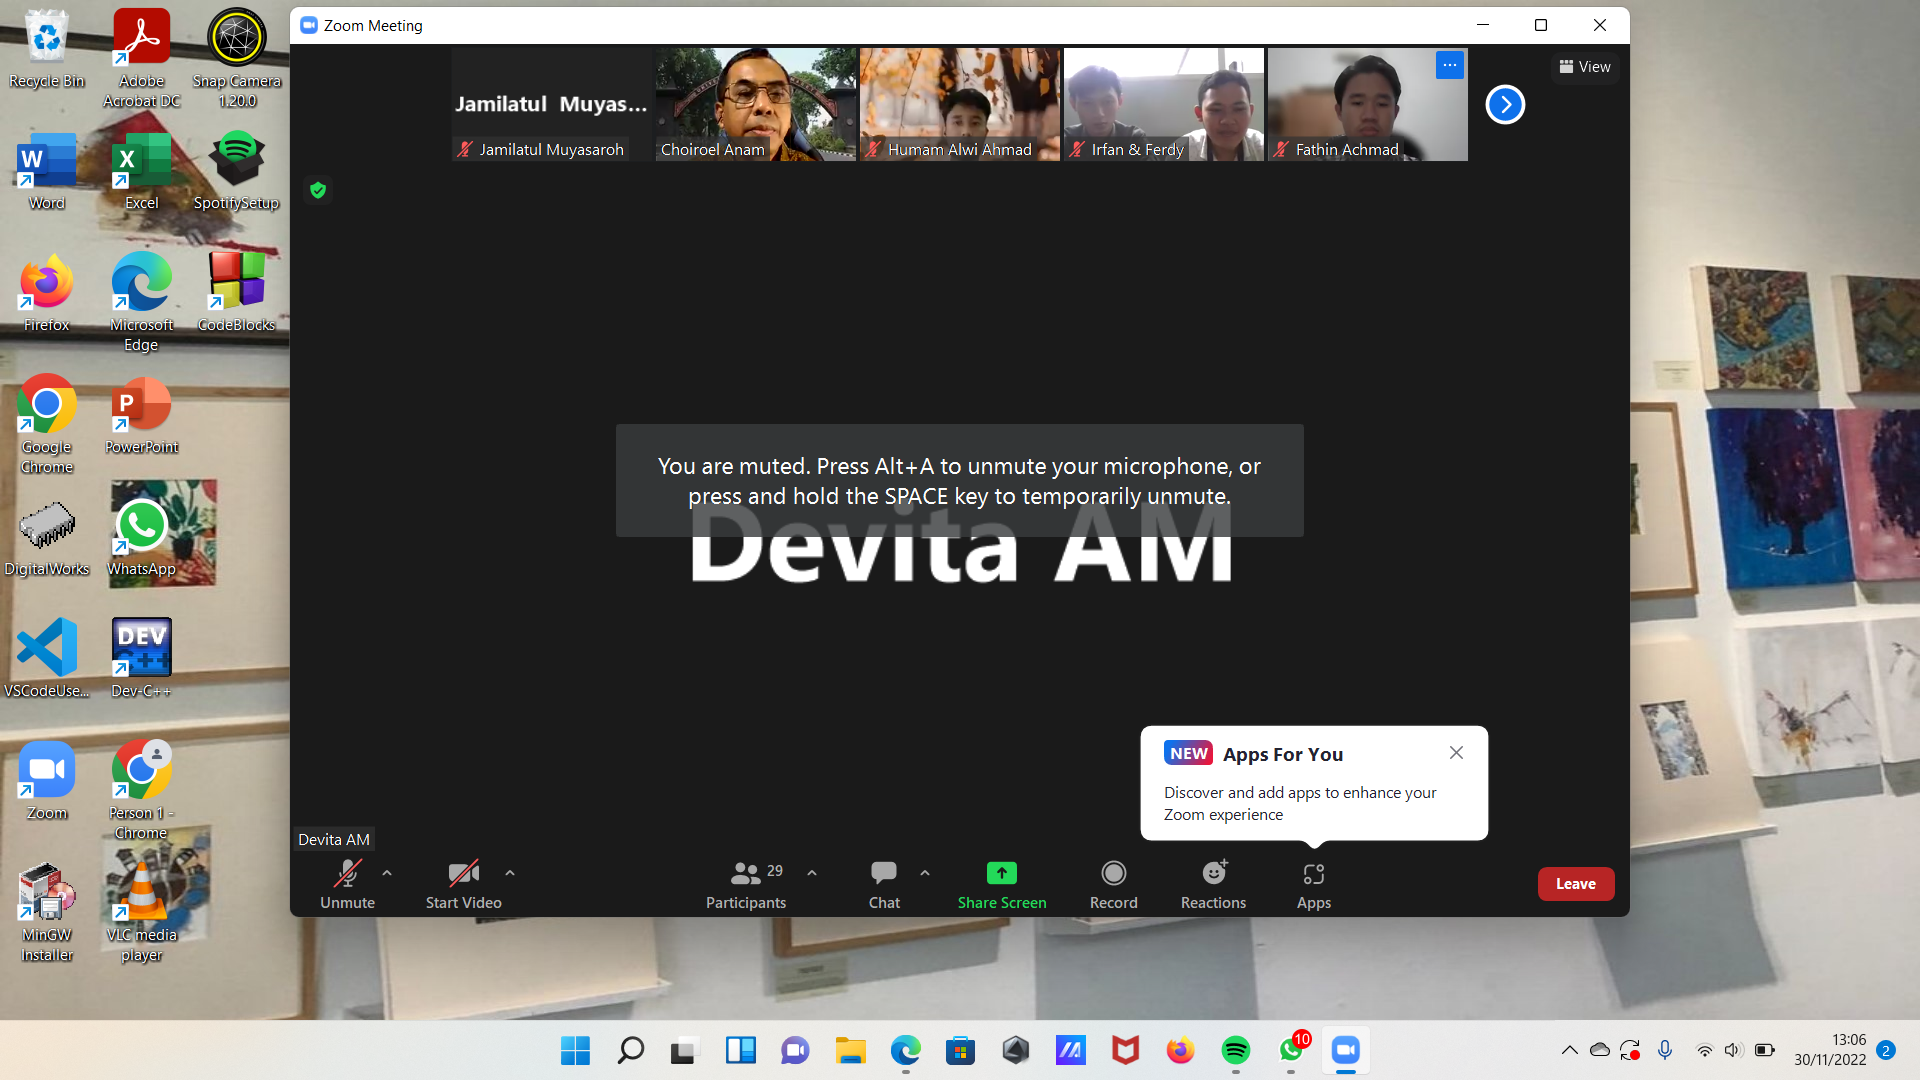 Recycle Bin
Adobe
Acrobat DC
Snap Camera
1.20.0
Word
Excel
SpotifySetup
Firefox
Microsoft
Edge
CodeBlocks
Google
Chrome
PowerPoint
DigitalWorks
WhatsApp
VSCodeUse...
DEV
C++
Dev-C++
Zoom
Person 1 -
Chrome
MinGW
Installer
VLC media
player
Zoom Meeting
Jamilatul Muyas...
Jamilatul Muyasaroh
Choiroel Anam
Humam Alwi Ahmad
Irfan & Ferdy
Fathin Achmad
View
You are muted. Press Alt+A to unmute your microphone, or
press and hold the SPACE key to temporarily unmute.
Devita AM
NEW Apps For You
Discover and add apps to enhance your
Zoom experience
Devita AM
Unmute
Start Video
Participants
29
Chat
Share Screen
Record
Reactions
Apps
Leave
10
13:06
30/11/2022
2